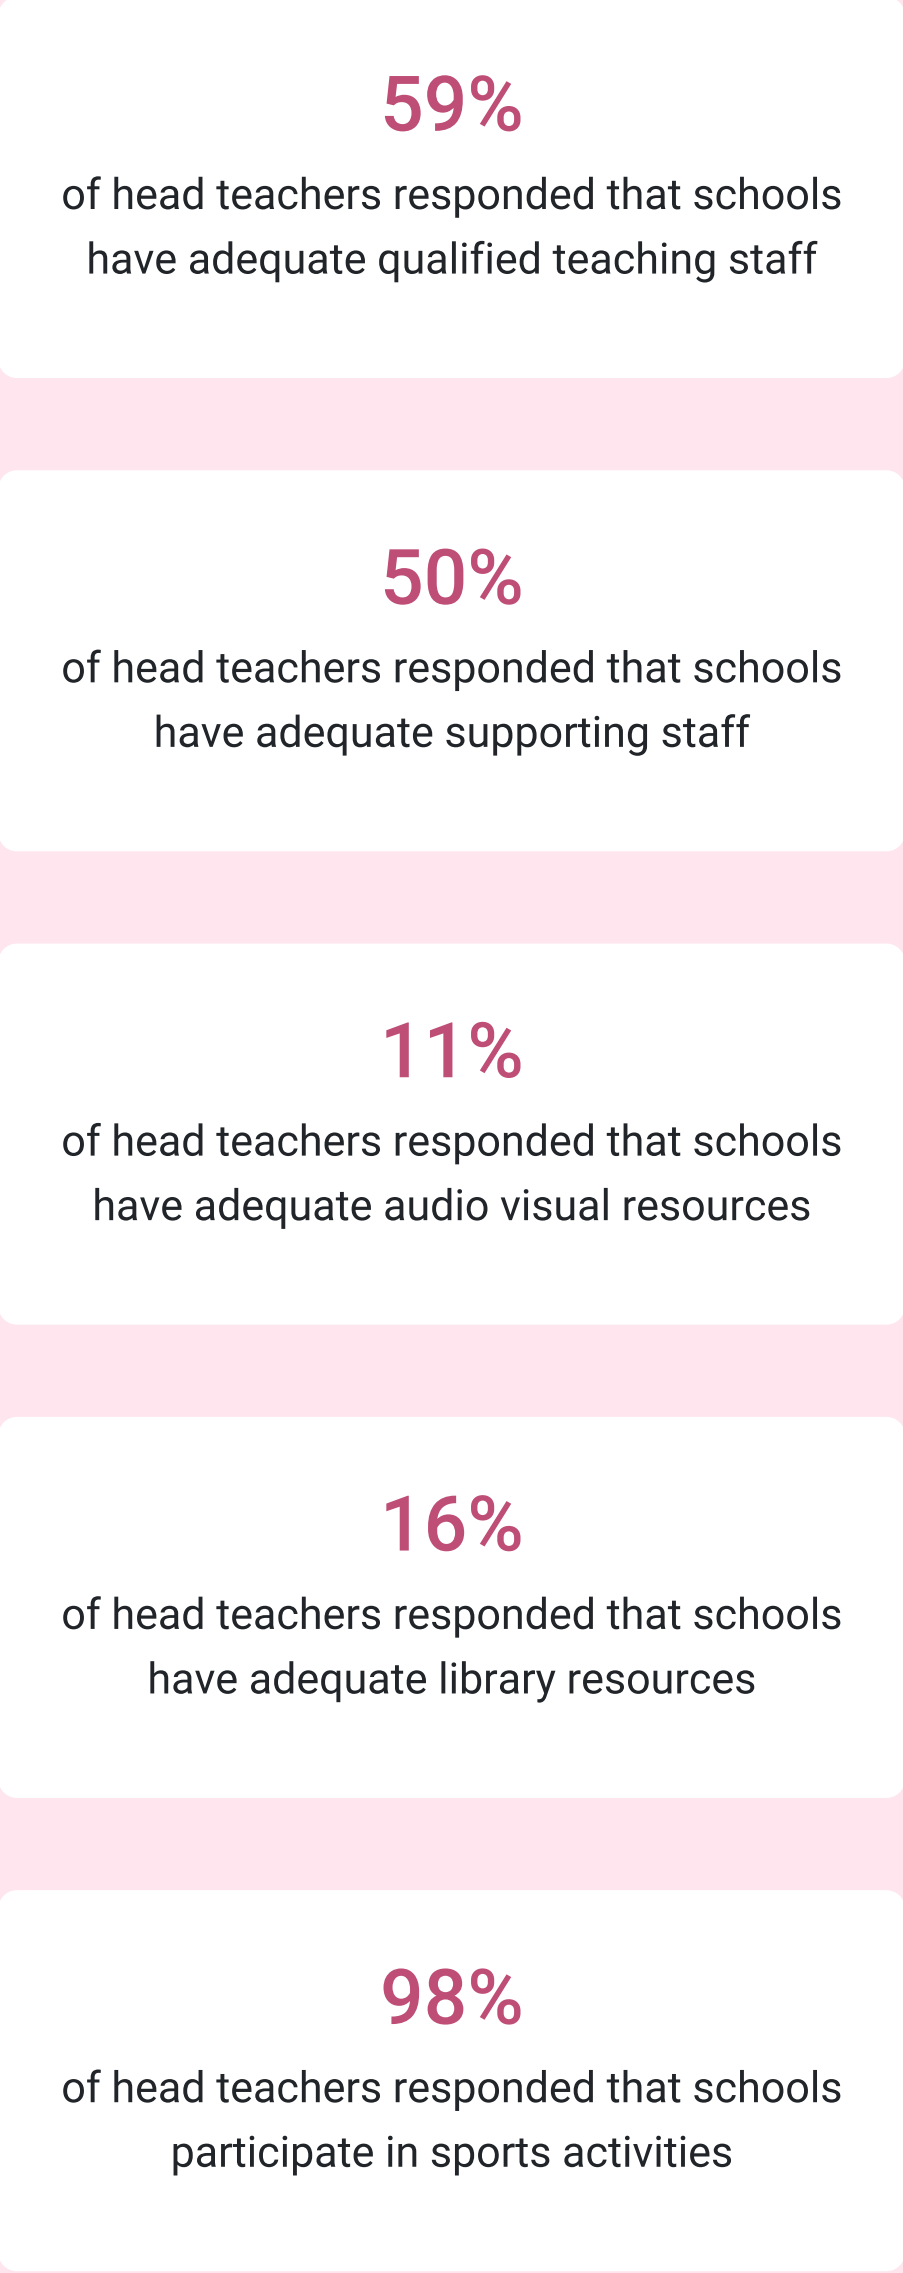 59%
of head teachers responded that schools
have adequate qualified teaching staff
50%
of head teachers responded that schools
have adequate supporting staff
11%
of head teachers responded that schools
have adequate audio visual resources
16%
of head teachers responded that schools
have adequate library resources
98%
of head teachers responded that schools
participate in sports activities